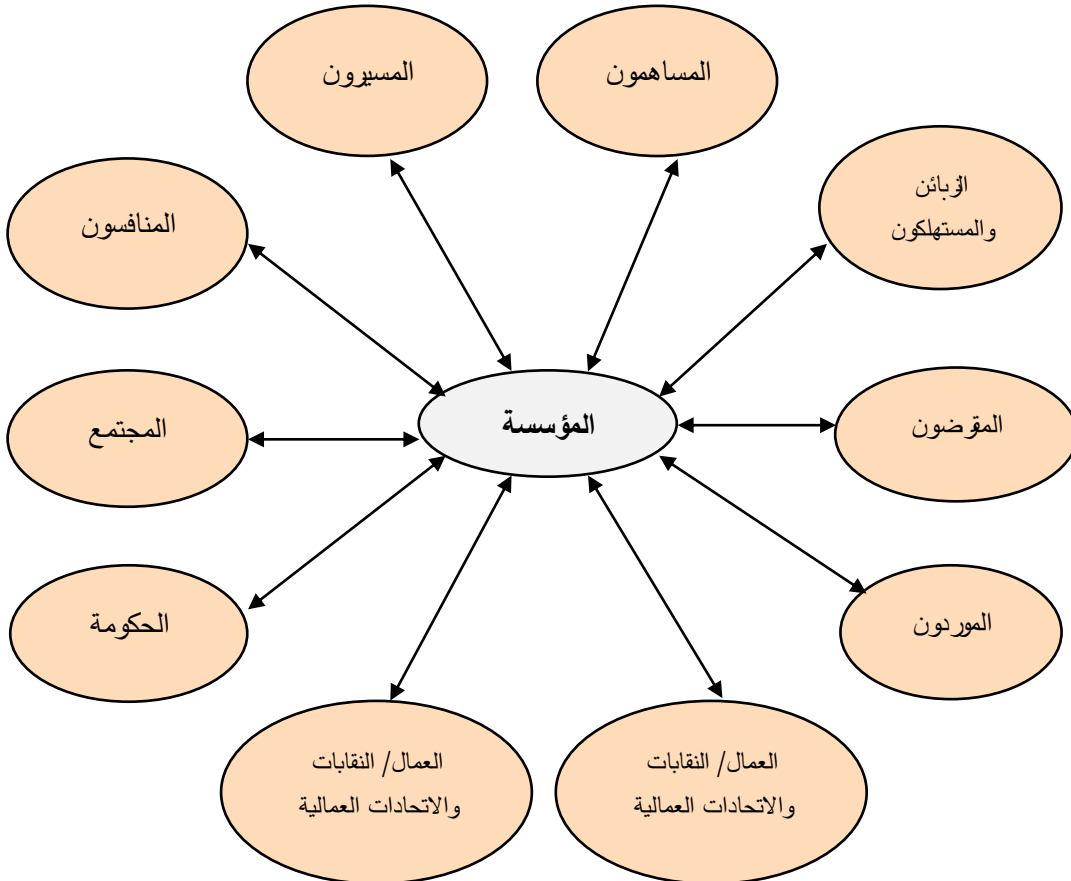 المساهمون
المسيرون
الزبائن
والمستهلكون
المنافسون
المؤسسة
المقرضون
المجتمع
الموردون
الحكومة
العمال/ النقابات
والاتحادات العمالية
العمال/ النقابات
والاتحادات العمالية